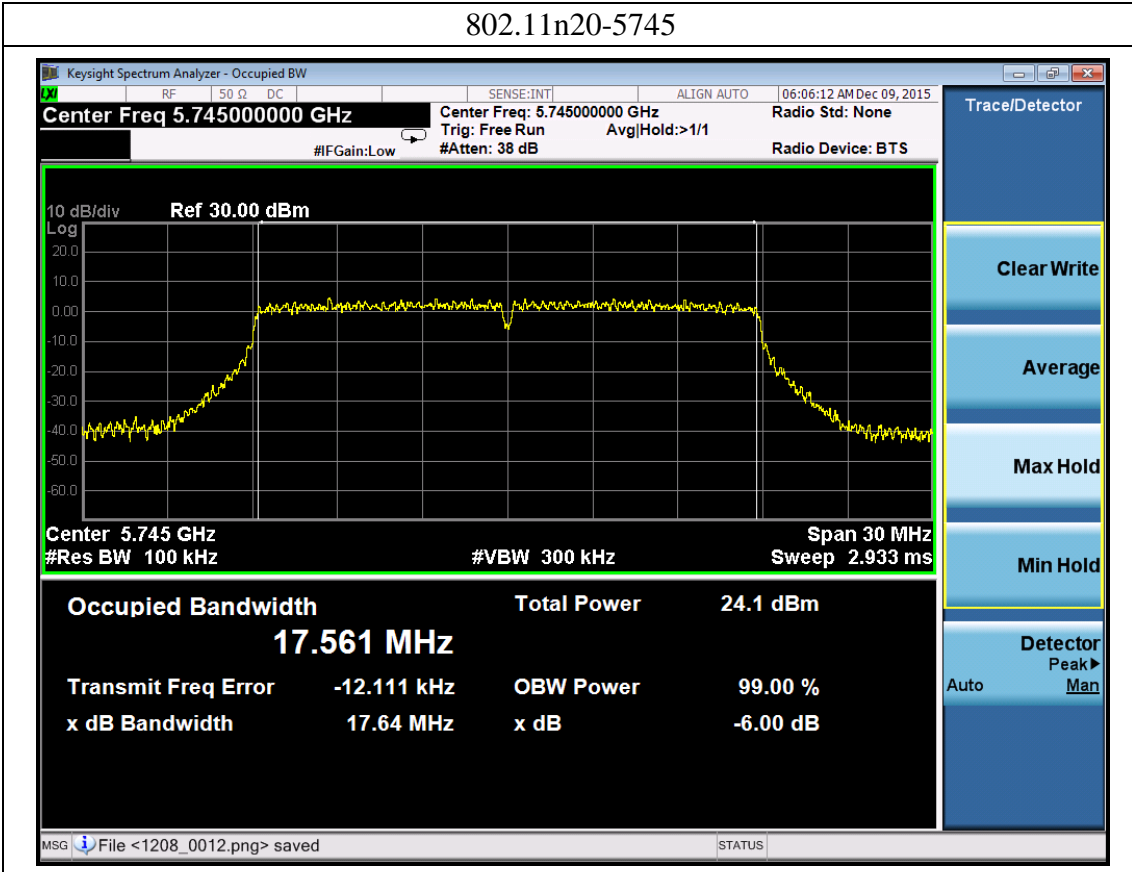 802.11n20-5745
Keysight Spectrum Analyzer - Occupied BW
LXI RF 50 Ω DC SENSE:INT ALIGN AUTO 06:06:12 AM Dec 09, 2015
Center Freq 5.745000000 GHz
#IFGain:Low
Center Freq: 5.745000000 GHz
Trig: Free Run Avg|Hold:>1/1
#Atten: 38 dB
Radio Std: None
Radio Device: BTS
Trace/Detector
10 dB/div Ref 30.00 dBm
Log
20.0
10.0
0.00
-10.0
-20.0
-30.0
-40.0
-50.0
-60.0
Center 5.745 GHz Span 30 MHz
#Res BW 100 kHz #VBW 300 kHz Sweep 2.933 ms
Occupied Bandwidth Total Power 24.1 dBm
17.561 MHz
Transmit Freq Error -12.111 kHz OBW Power 99.00 %
x dB Bandwidth 17.64 MHz x dB -6.00 dB
Clear Write
Average
Max Hold
Min Hold
Detector
Peak▶
Auto Man
MSG File <1208_0012.png> saved STATUS